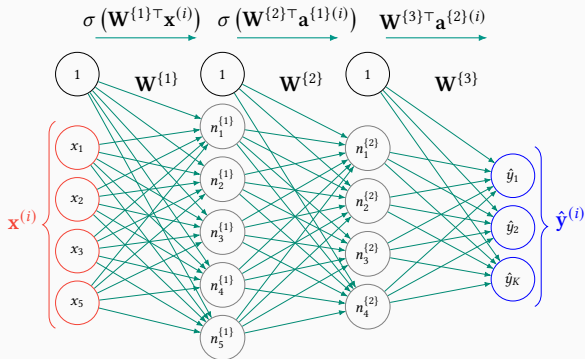 σ (W^{1}⊤ x^(i)) σ (W^{2}⊤ a^{1}(i)) W^{3}⊤ a^{2}(i)
1 W^{1} 1 W^{2} 1 W^{3}
x₁ n₁^{1} n₁^{2}
x₂ n₂^{1} n₂^{2} ŷ₁
x^(i) x₃ n₃^{1} n₃^{2} ŷ₂ ŷ^(i)
x₅ n₄^{1} n₄^{2} ŷ_K
n₅^{1}